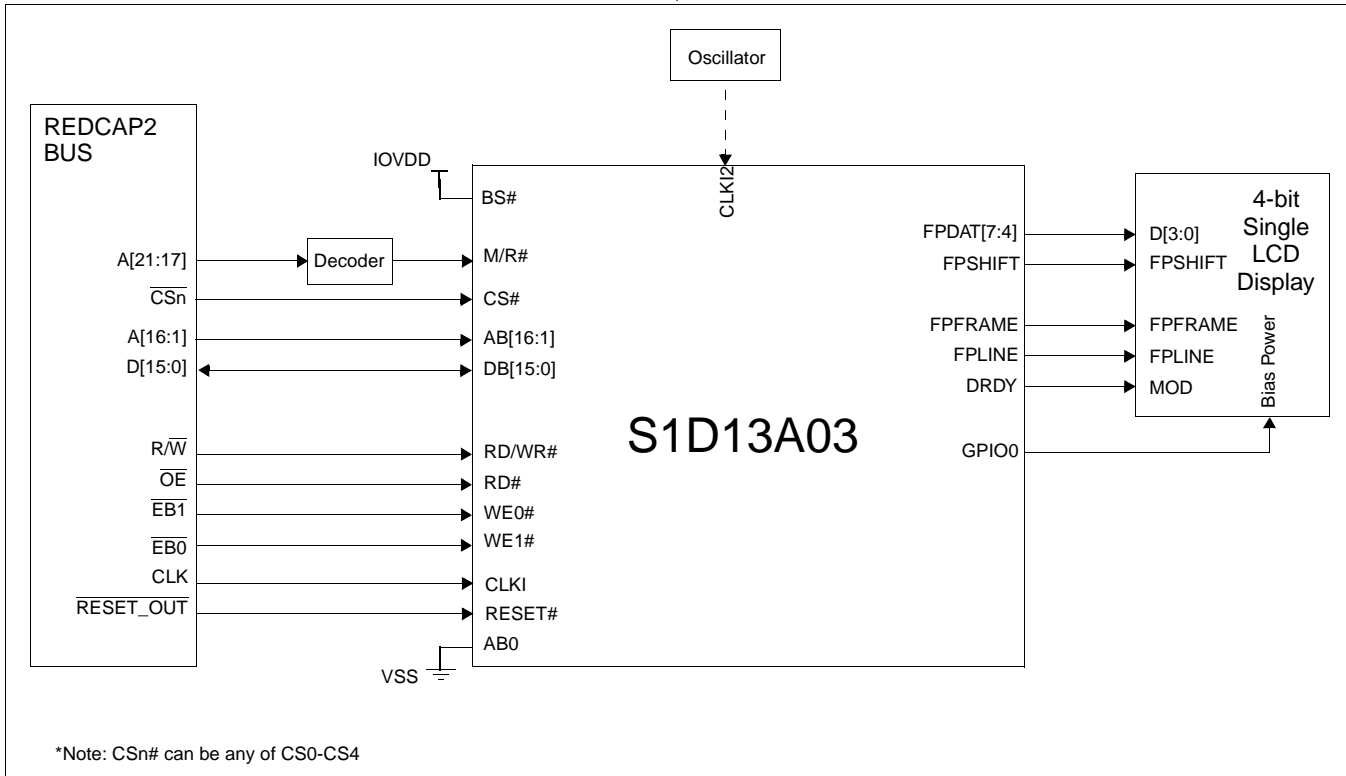 Oscillator
REDCAP2
BUS
IOVDD
BS#
CLKI2
4-bit
Single
LCD
Display
A[21:17]
Decoder
M/R#
FPDAT[7:4]
D[3:0]
FPSHIFT
FPSHIFT
CSn
CS#
A[16:1]
AB[16:1]
FPFRAME
FPFRAME
D[15:0]
DB[15:0]
FPLINE
FPLINE
DRDY
MOD
Bias Power
S1D13A03
R/W
RD/WR#
GPIO0
OE
RD#
EB1
WE0#
EB0
WE1#
CLK
CLKI
RESET_OUT
RESET#
AB0
VSS
*Note: CSn# can be any of CS0-CS4